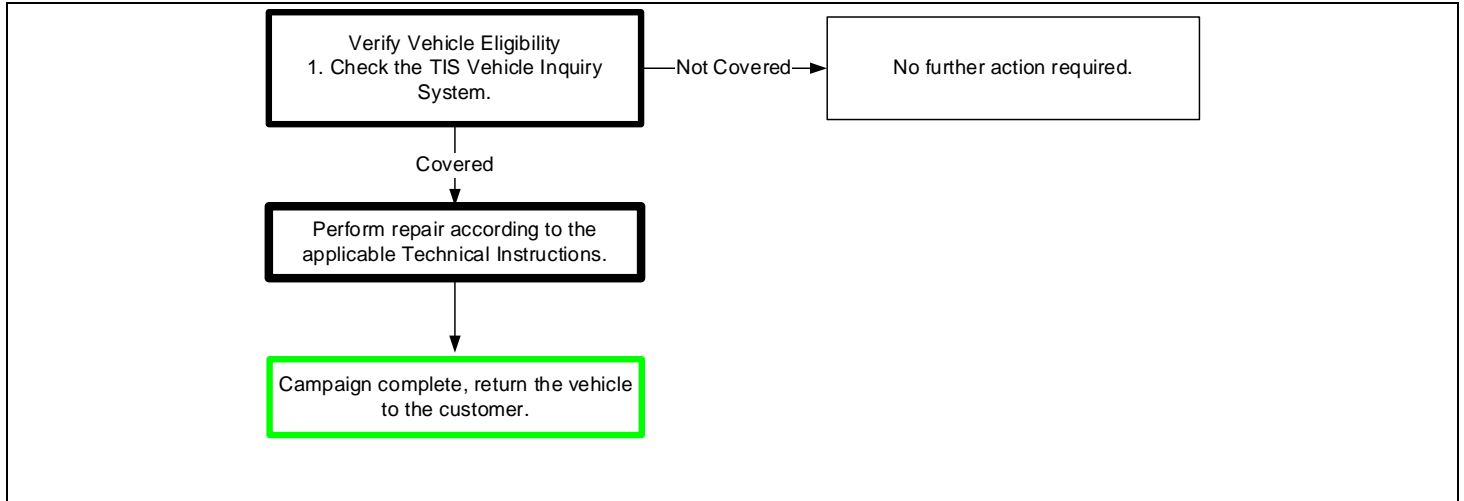 Verify Vehicle Eligibility
1. Check the TIS Vehicle Inquiry
System.
Not Covered
No further action required.
Covered
Perform repair according to the
applicable Technical Instructions.
Campaign complete, return the vehicle
to the customer.